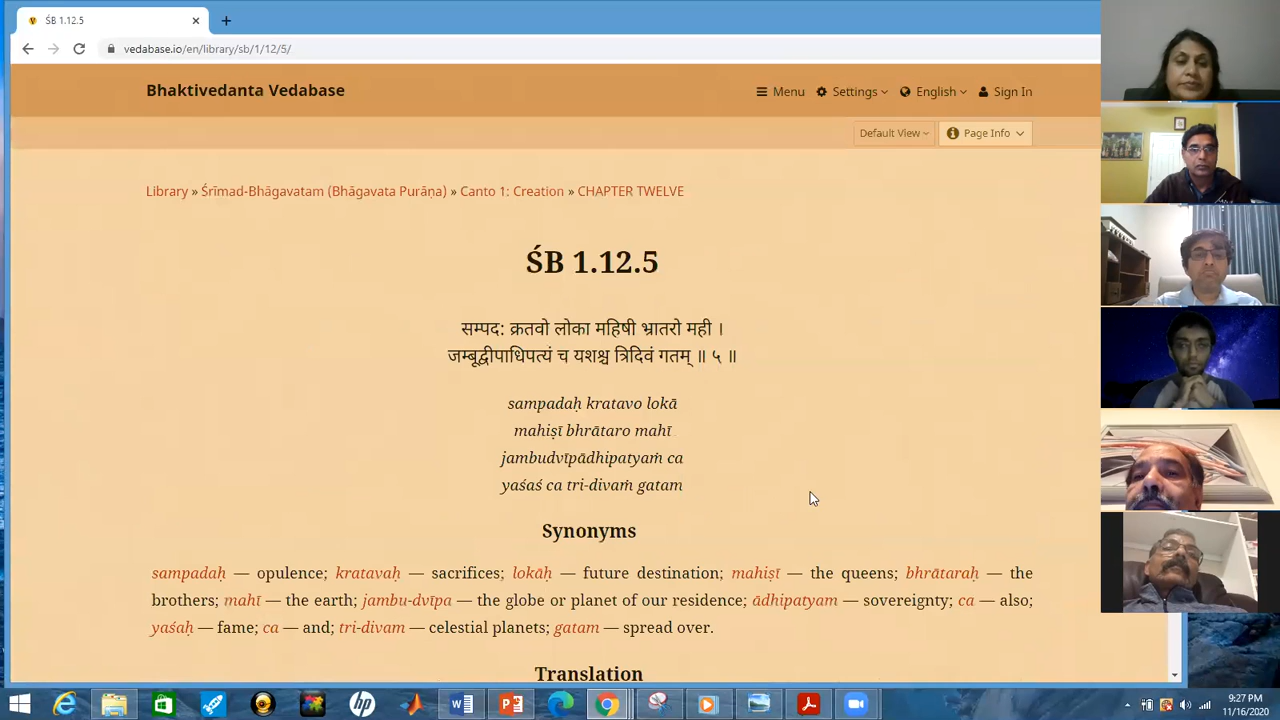 ŚB 1.12.5
vedabase.io/en/library/sb/1/12/5/
Bhaktivedanta Vedabase
Menu Settings English Sign In
Default View Page Info
Library » Śrīmad-Bhāgavatam (Bhāgavata Purāṇa) » Canto 1: Creation » CHAPTER TWELVE
ŚB 1.12.5
सम्पद: क्रतवो लोका महिषी भ्रातरो मही ।
जम्बूद्वीपाधिपत्यं च यशश्च त्रिदिवं गतम् ॥ ५ ॥
sampadaḥ kratavo lokā
mahiṣī bhrātaro mahī
jambudvīpādhipatyaṁ ca
yaśaś ca tri-divaṁ gatam
Synonyms
sampadaḥ — opulence; kratavaḥ — sacrifices; lokāḥ — future destination; mahiṣī — the queens; bhrātaraḥ — the
brothers; mahī — the earth; jambu-dvīpa — the globe or planet of our residence; ādhipatyam — sovereignty; ca — also;
yaśaḥ — fame; ca — and; tri-divam — celestial planets; gatam — spread over.
Translation
9:27 PM
11/16/2020